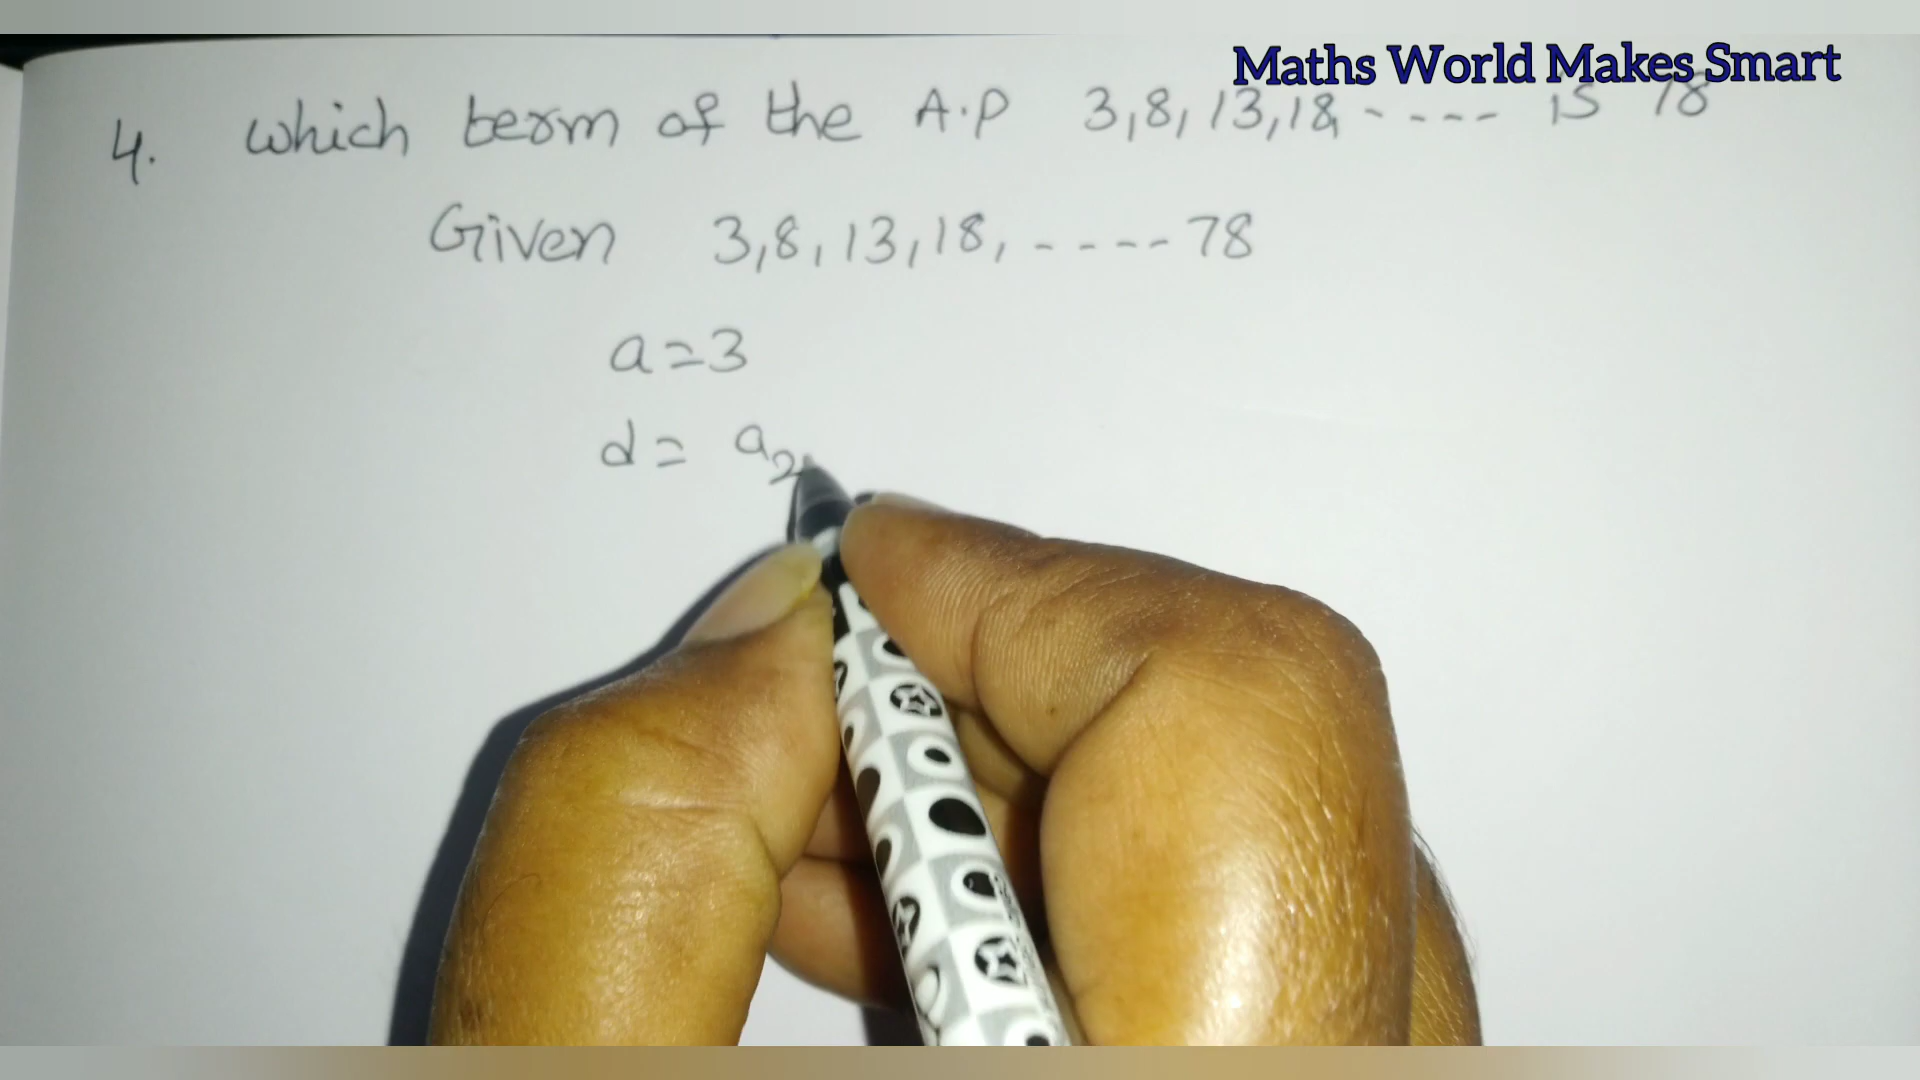 Maths World Makes Smart
4. Which term of the A.P 3,8,13,18, ----- is 78
Given 3,8,13,18, ----- 78
a=3
d= a2